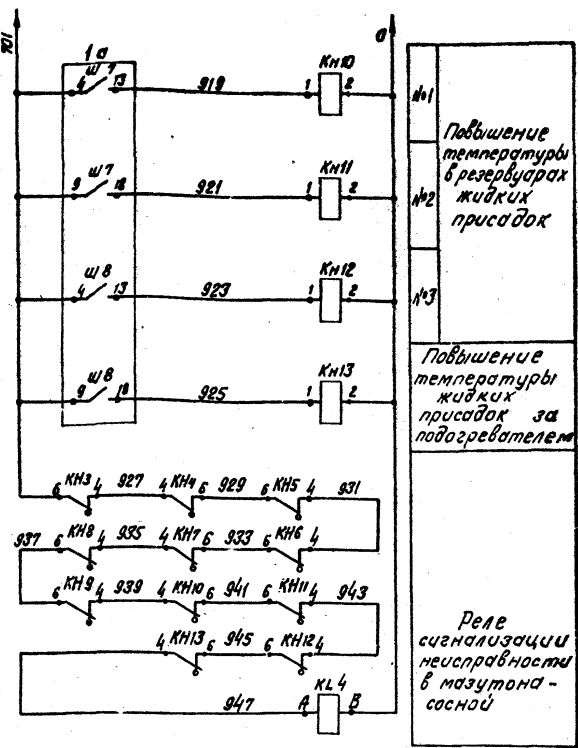 701
0
1а
4 Ш7 13 919 1 КН10 2
9 Ш7 18 921 1 КН11 2
4 Ш8 13 923 1 КН12 2
9 Ш8 18 925 1 КН13 2
6 КН3 4 927 4 КН4 6 929 6 КН5 4 931
937 6 КН8 4 935 4 КН7 6 933 6 КН6 4
6 КН9 4 939 4 КН10 6 941 6 КН11 4 943
4 КН13 6 945 6 КН12 4
947 А KL4 В
№1
№2
№3
Повышение
температуры
в резервуарах
жидких
присадок
Повышение
температуры
жидких
присадок за
подогревателем
Реле
сигнализации
неисправности
в мазутона-
сосной